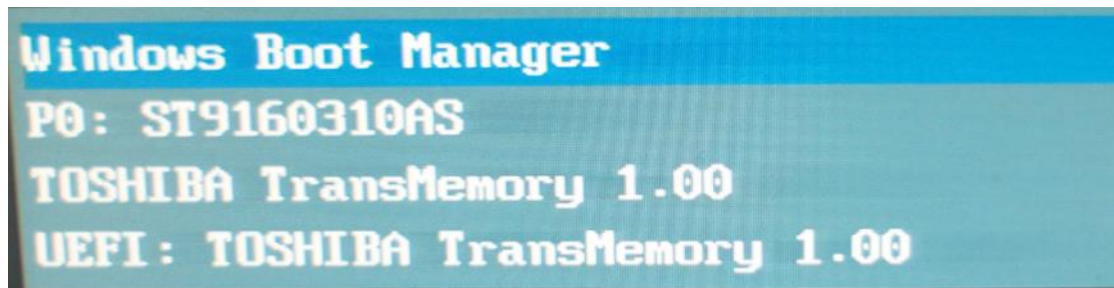 Windows Boot Manager
P0: ST9160310AS
TOSHIBA TransMemory 1.00
UEFI: TOSHIBA TransMemory 1.00